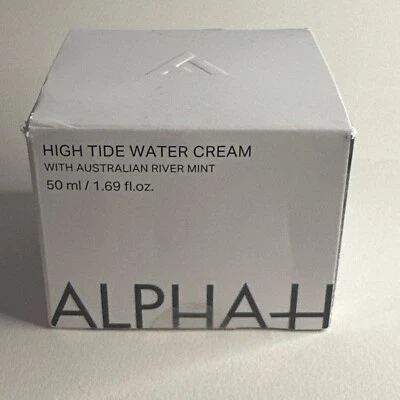 HIGH TIDE WATER CREAM
WITH AUSTRALIAN RIVER MINT
50 ml / 1.69 fl.oz.
ALPHA-H